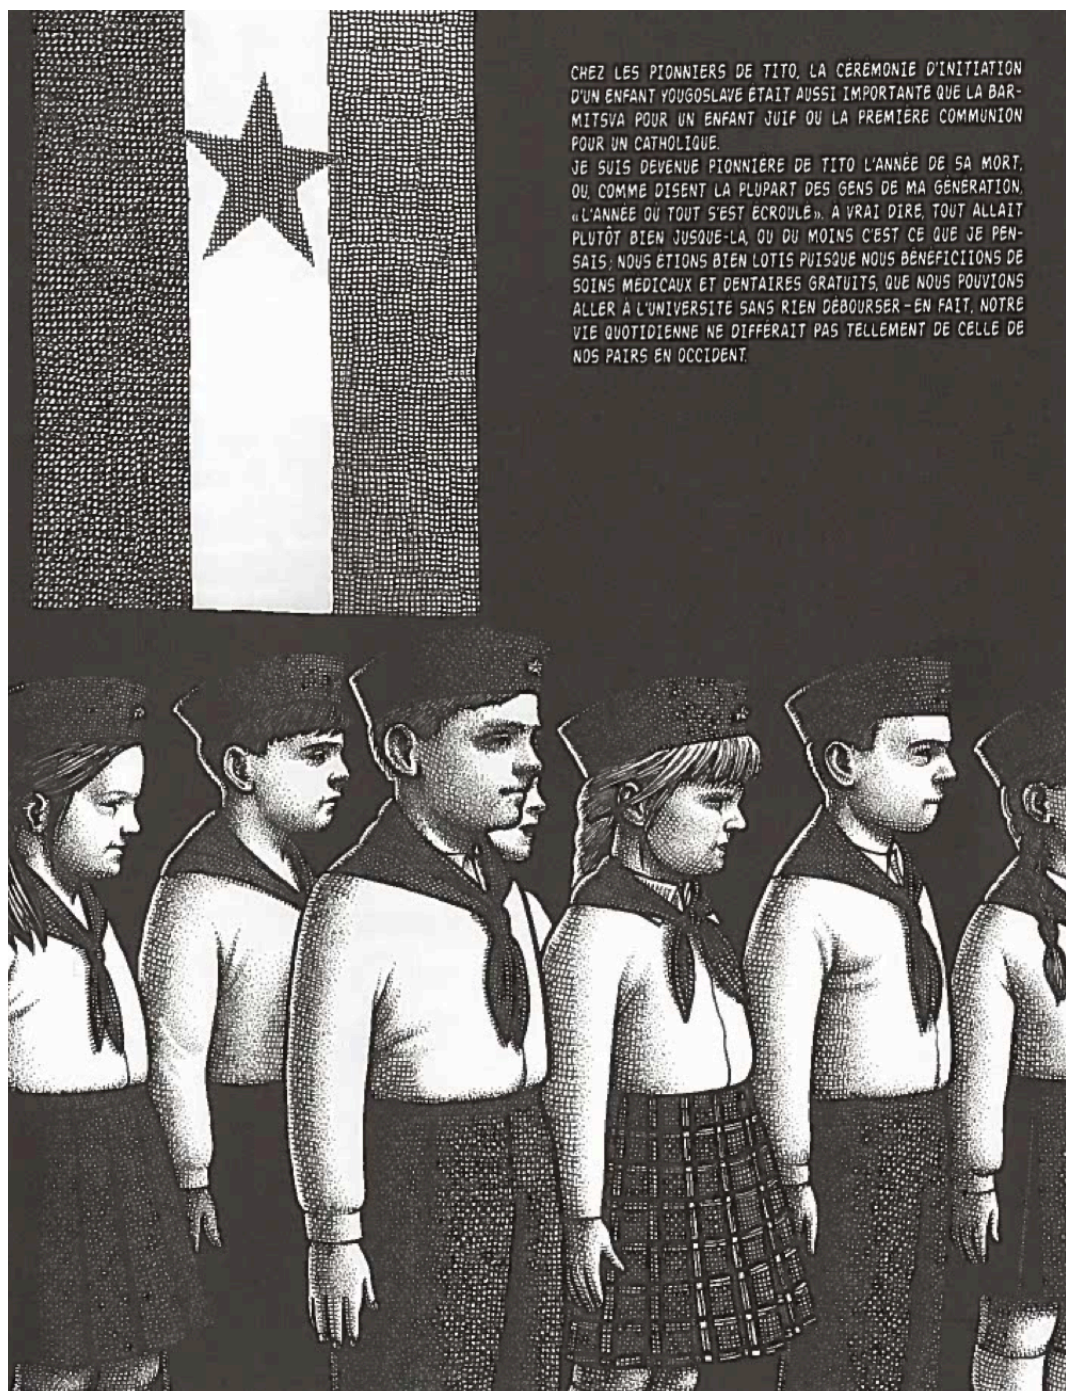 CHEZ LES PIONNIERS DE TITO, LA CÉRÉMONIE D'INITIATION
D'UN ENFANT YOUGOSLAVE ÉTAIT AUSSI IMPORTANTE QUE LA BAR-
MITSVA POUR UN ENFANT JUIF OU LA PREMIÈRE COMMUNION
POUR UN CATHOLIQUE.
JE SUIS DEVENUE PIONNIÈRE DE TITO L'ANNÉE DE SA MORT,
OU, COMME DISENT LA PLUPART DES GENS DE MA GÉNÉRATION,
«L'ANNÉE OÙ TOUT S'EST ÉCROULÉ». À VRAI DIRE, TOUT ALLAIT
PLUTÔT BIEN JUSQUE-LÀ, OU DU MOINS C'EST CE QUE JE PEN-
SAIS; NOUS ÉTIONS BIEN LOTIS PUISQUE NOUS BÉNÉFICIIONS DE
SOINS MÉDICAUX ET DENTAIRES GRATUITS, QUE NOUS POUVIONS
ALLER À L'UNIVERSITÉ SANS RIEN DÉBOURSER – EN FAIT, NOTRE
VIE QUOTIDIENNE NE DIFFÉRAIT PAS TELLEMENT DE CELLE DE
NOS PAIRS EN OCCIDENT.